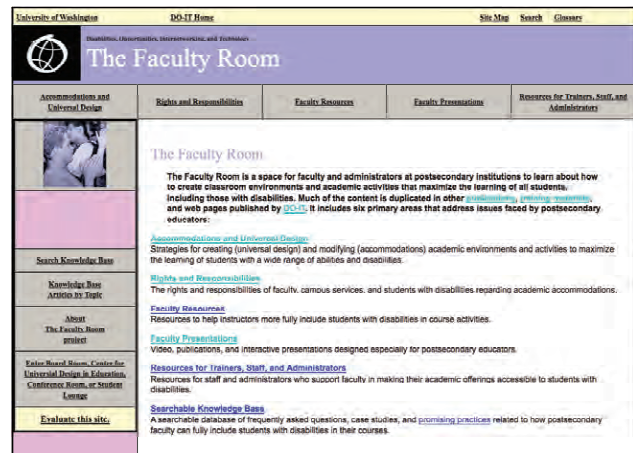 University of Washington DO-IT Home Site Map Search Glossary
Disabilities, Opportunities, Internetworking, and Technology
The Faculty Room
Accommodations and
Universal Design
Rights and Responsibilities
Faculty Resources
Faculty Presentations
Resources for Trainers, Staff, and
Administrators
Search Knowledge Base
Knowledge Base
Articles by Topic
About
The Faculty Room
project
Enter Board Room, Center for
Universal Design in Education,
Conference Room, or Student
Lounge
Evaluate this site.
The Faculty Room
The Faculty Room is a space for faculty and administrators at postsecondary institutions to learn about how
to create classroom environments and academic activities that maximize the learning of all students,
including those with disabilities. Much of the content is duplicated in other publications, training materials,
and web pages published by DO-IT. It includes six primary areas that address issues faced by postsecondary
educators:
Accommodations and Universal Design
Strategies for creating (universal design) and modifying (accommodations) academic environments and activities to maximize
the learning of students with a wide range of abilities and disabilities.
Rights and Responsibilities
The rights and responsibilities of faculty, campus services, and students with disabilities regarding academic accommodations.
Faculty Resources
Resources to help instructors more fully include students with disabilities in course activities.
Faculty Presentations
Video, publications, and interactive presentations designed especially for postsecondary educators.
Resources for Trainers, Staff, and Administrators
Resources for staff and administrators who support faculty in making their academic offerings accessible to students with
disabilities.
Searchable Knowledge Base
A searchable database of frequently asked questions, case studies, and promising practices related to how postsecondary
faculty can fully include students with disabilities in their courses.